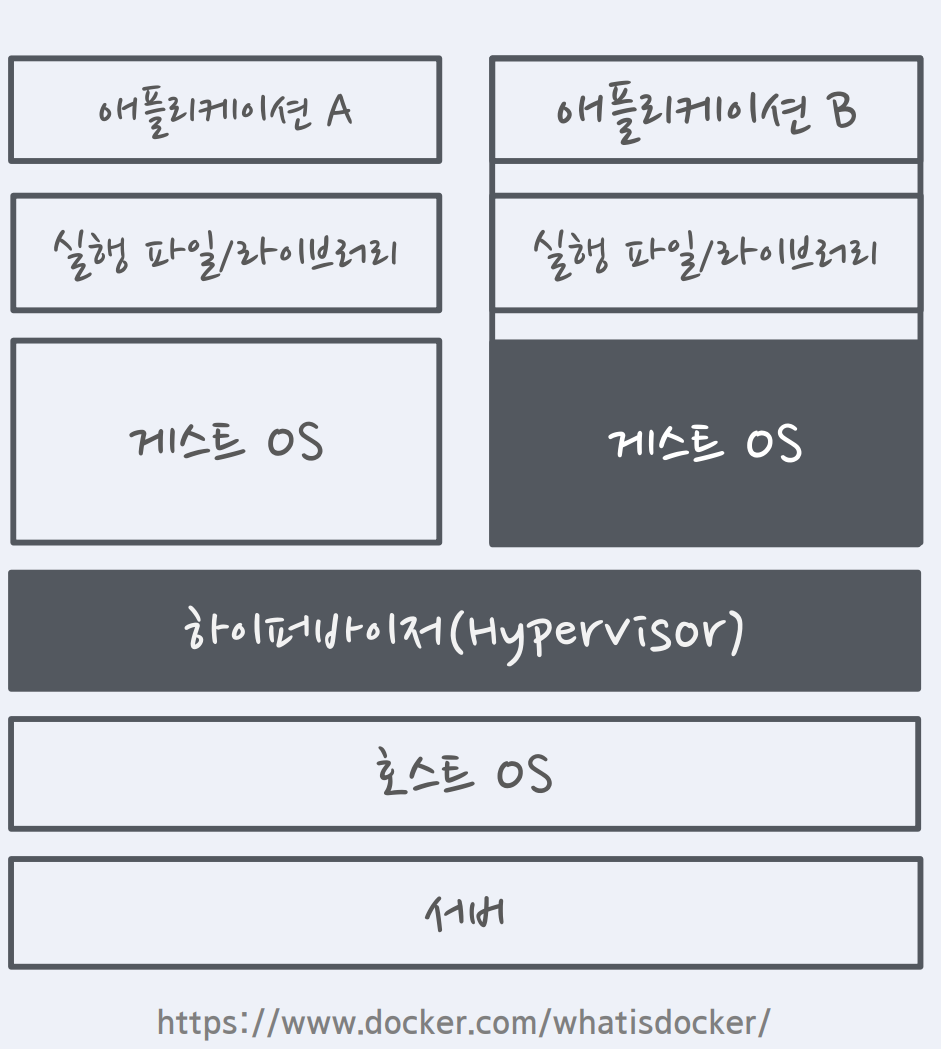 애플리케이션 A
애플리케이션 B
실행 파일/라이브러리
실행 파일/라이브러리
게스트 OS
게스트 OS
하이퍼바이저(Hypervisor)
호스트 OS
서버
https://www.docker.com/whatisdocker/